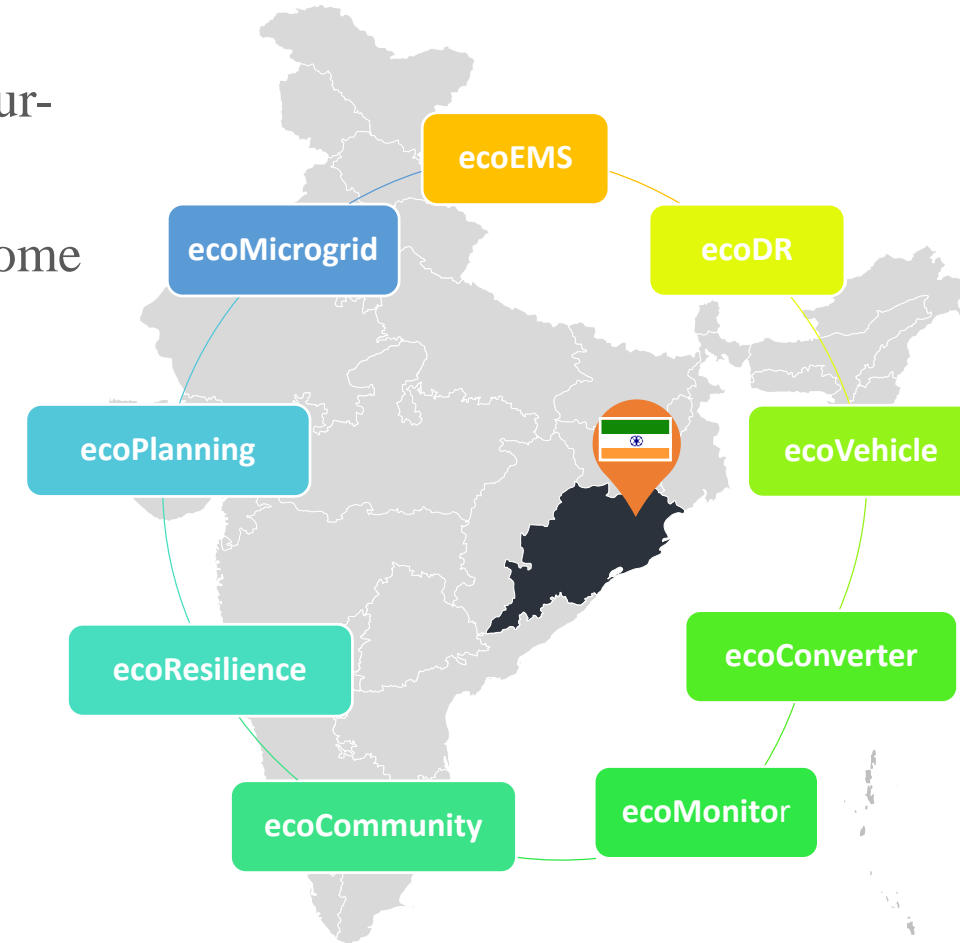 ur-
ome
ecoEMS
ecoMicrogrid
ecoDR
ecoPlanning
ecoVehicle
ecoResilience
ecoConverter
ecoCommunity
ecoMonitor